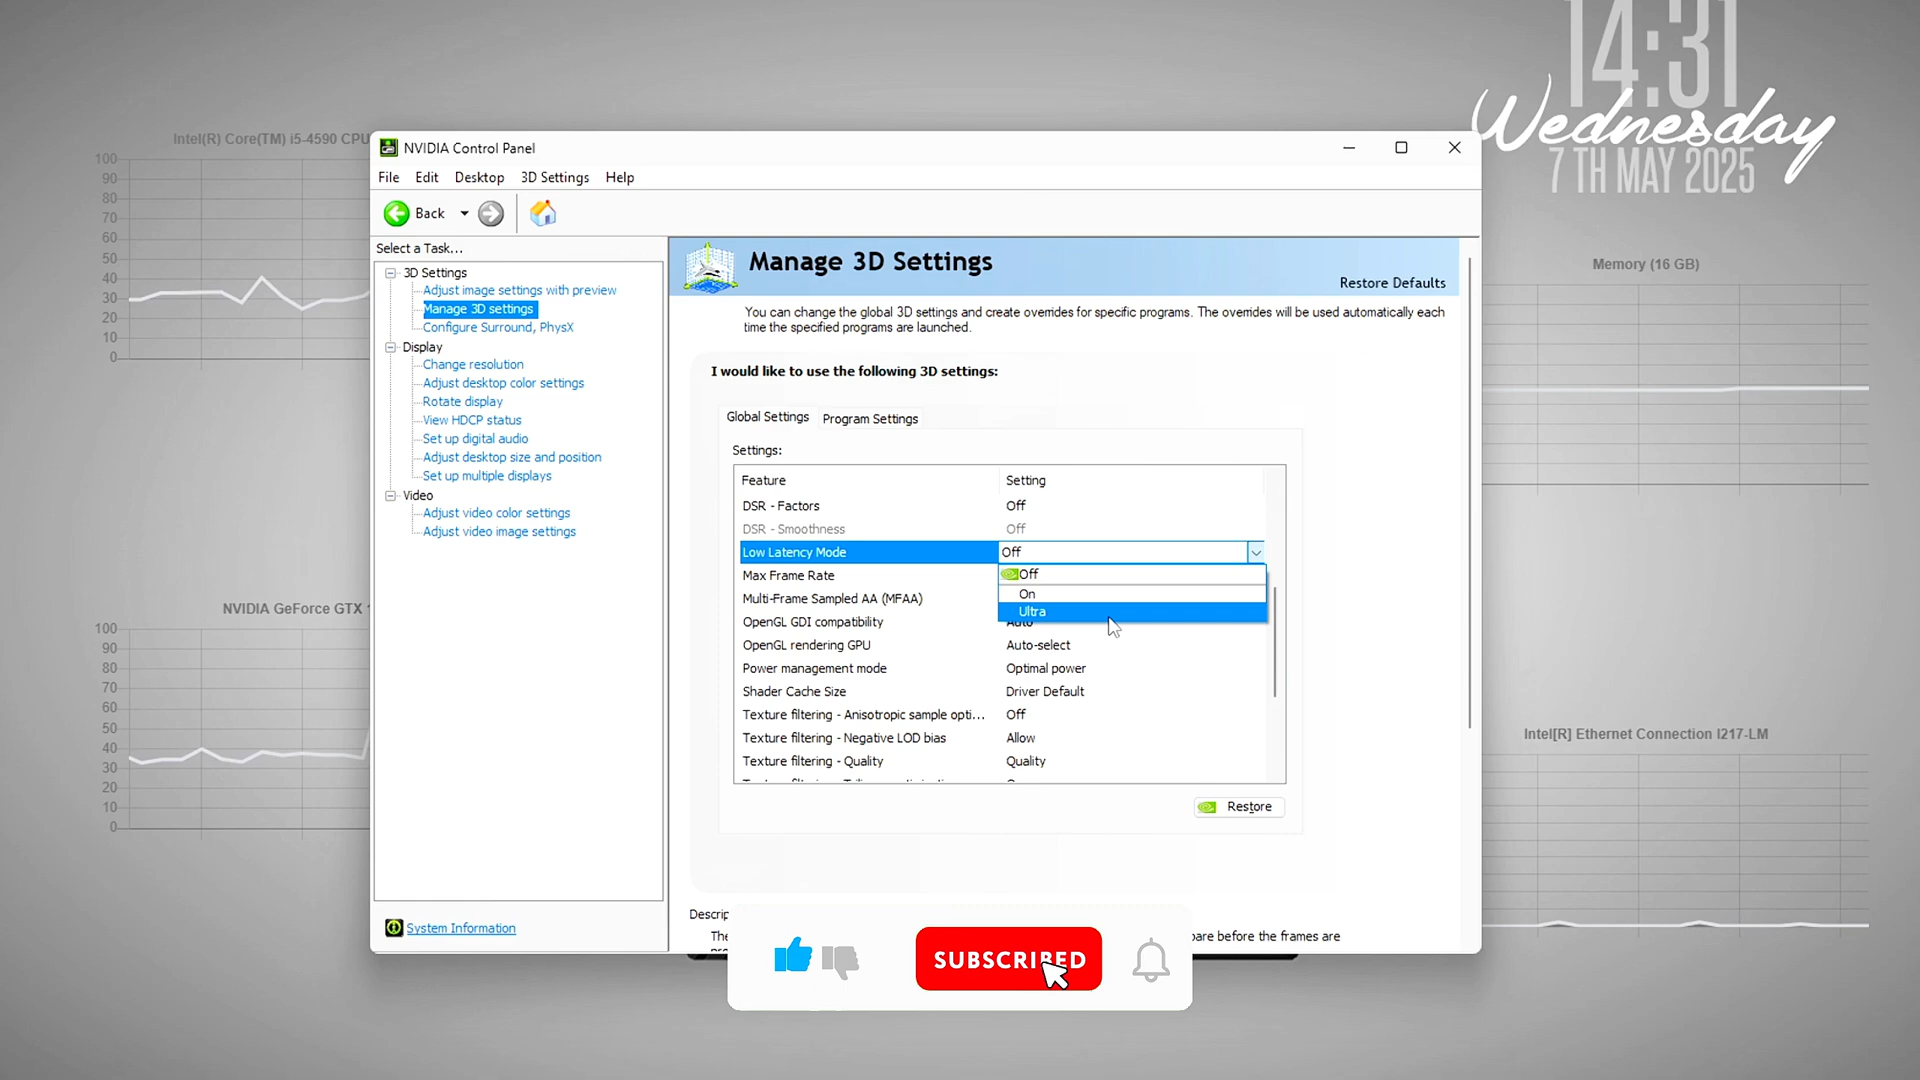 14:31
Wednesday
7 TH MAY 2025
Intel(R) Core(TM) i5-4590 CPU
100
90
80
70
60
50
40
30
20
10
0
NVIDIA GeForce GTX
100
90
80
70
60
50
40
30
20
10
0
Memory (16 GB)
Intel[R] Ethernet Connection I217-LM
NVIDIA Control Panel
File Edit Desktop 3D Settings Help
Back
Select a Task...
3D Settings
Adjust image settings with preview
Manage 3D settings
Configure Surround, PhysX
Display
Change resolution
Adjust desktop color settings
Rotate display
View HDCP status
Set up digital audio
Adjust desktop size and position
Set up multiple displays
Video
Adjust video color settings
Adjust video image settings
System Information
Manage 3D Settings
Restore Defaults
You can change the global 3D settings and create overrides for specific programs. The overrides will be used automatically each
time the specified programs are launched.
I would like to use the following 3D settings:
Global Settings Program Settings
Settings:
Feature Setting
DSR - Factors Off
DSR - Smoothness Off
Low Latency Mode Off
Max Frame Rate Off
Multi-Frame Sampled AA (MFAA) On
Ultra
OpenGL GDI compatibility Auto
OpenGL rendering GPU Auto-select
Power management mode Optimal power
Shader Cache Size Driver Default
Texture filtering - Anisotropic sample opti... Off
Texture filtering - Negative LOD bias Allow
Texture filtering - Quality Quality
Restore
Descrip
The
pare before the frames are
SUBSCRIBED